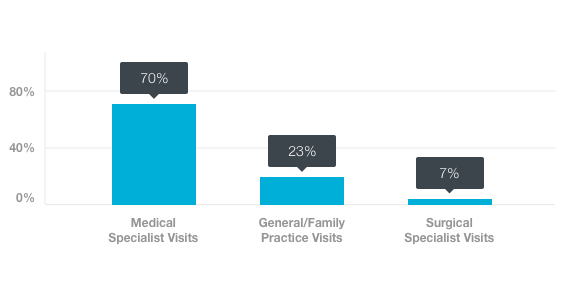 70%
80%
23%
40%
7%
0%
Medical
Specialist Visits
General/Family
Practice Visits
Surgical
Specialist Visits